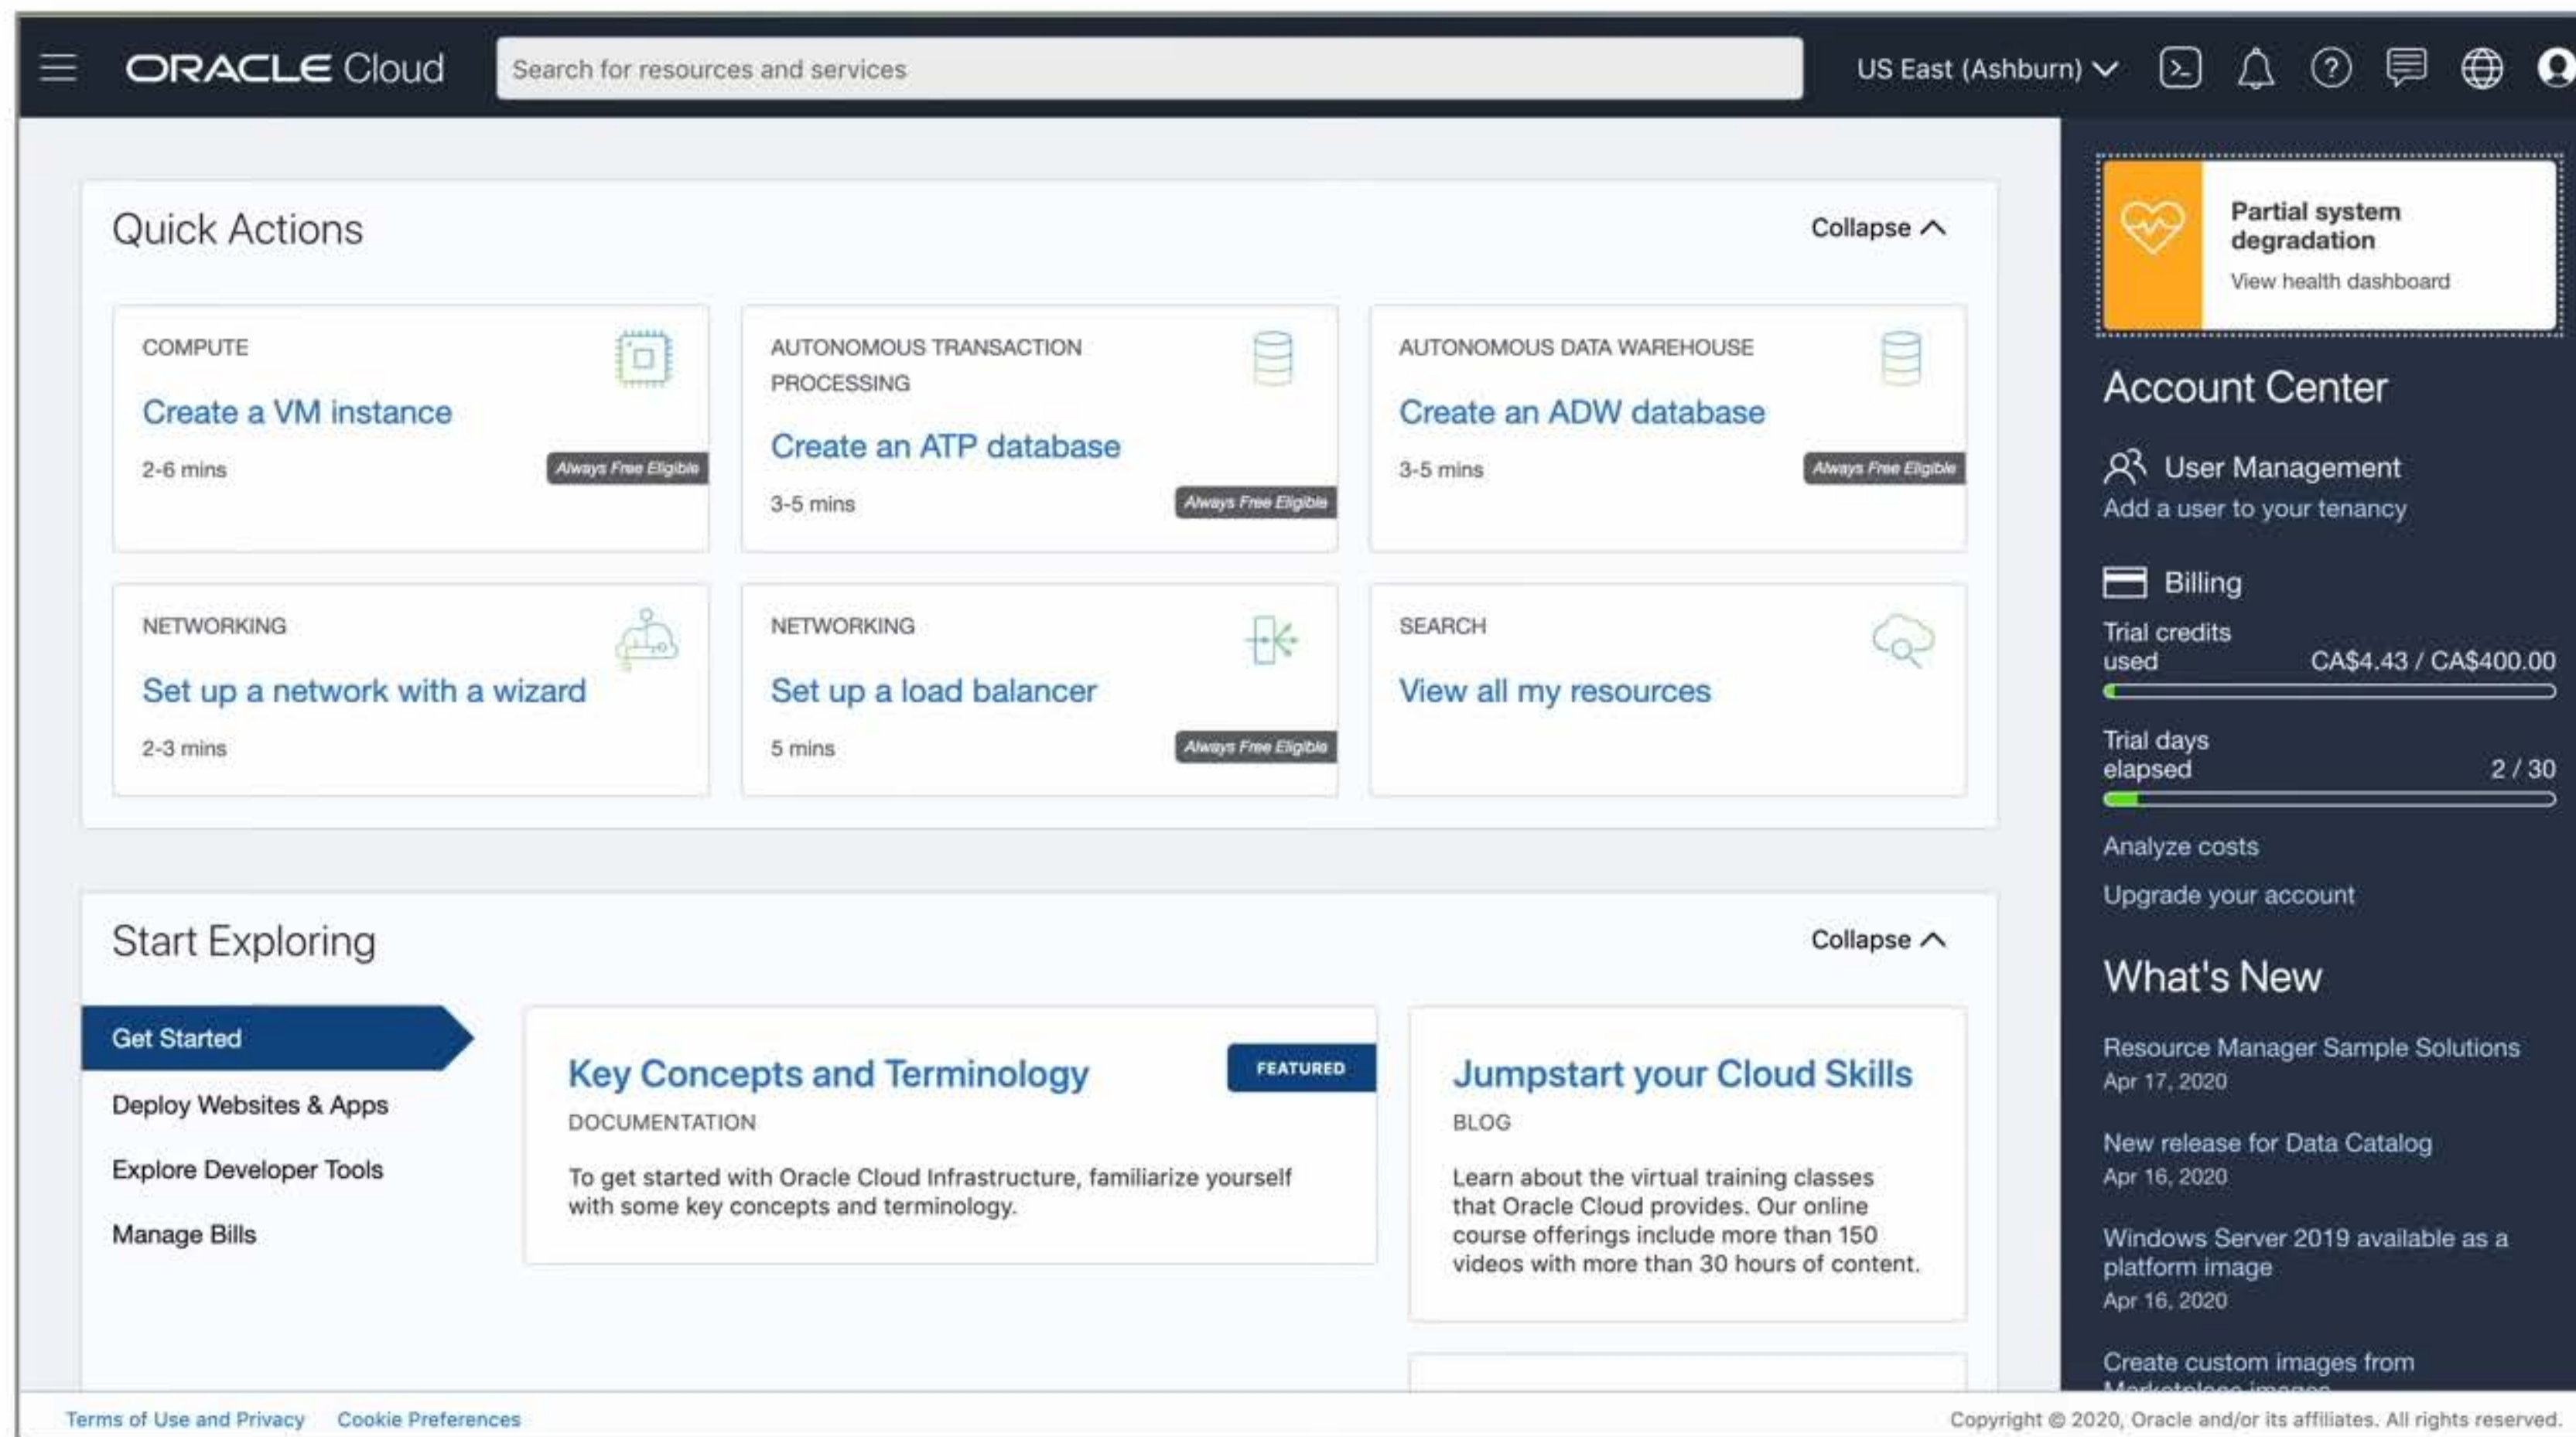 ORACLE Cloud
Search for resources and services
US East (Ashburn)
Quick Actions
Collapse
COMPUTE
Create a VM instance
2-6 mins
Always Free Eligible
AUTONOMOUS TRANSACTION
PROCESSING
Create an ATP database
3-5 mins
Always Free Eligible
AUTONOMOUS DATA WAREHOUSE
Create an ADW database
3-5 mins
Always Free Eligible
NETWORKING
Set up a network with a wizard
2-3 mins
NETWORKING
Set up a load balancer
5 mins
Always Free Eligible
SEARCH
View all my resources
Start Exploring
Collapse
Get Started
Deploy Websites & Apps
Explore Developer Tools
Manage Bills
Key Concepts and Terminology
FEATURED
DOCUMENTATION
To get started with Oracle Cloud Infrastructure, familiarize yourself
with some key concepts and terminology.
Jumpstart your Cloud Skills
BLOG
Learn about the virtual training classes
that Oracle Cloud provides. Our online
course offerings include more than 150
videos with more than 30 hours of content.
Partial system
degradation
View health dashboard
Account Center
User Management
Add a user to your tenancy
Billing
Trial credits
used CA$4.43 / CA$400.00
Trial days
elapsed 2 / 30
Analyze costs
Upgrade your account
What's New
Resource Manager Sample Solutions
Apr 17, 2020
New release for Data Catalog
Apr 16, 2020
Windows Server 2019 available as a
platform image
Apr 16, 2020
Create custom images from
Marketplace images
Terms of Use and Privacy Cookie Preferences
Copyright © 2020, Oracle and/or its affiliates. All rights reserved.